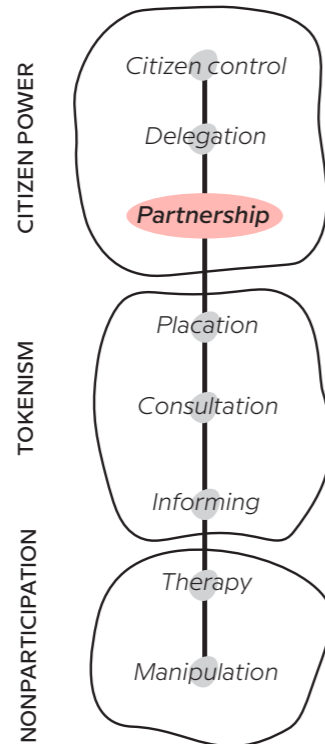 CITIZEN POWER
Citizen control
Delegation
Partnership
TOKENISM
Placation
Consultation
Informing
NONPARTICIPATION
Therapy
Manipulation